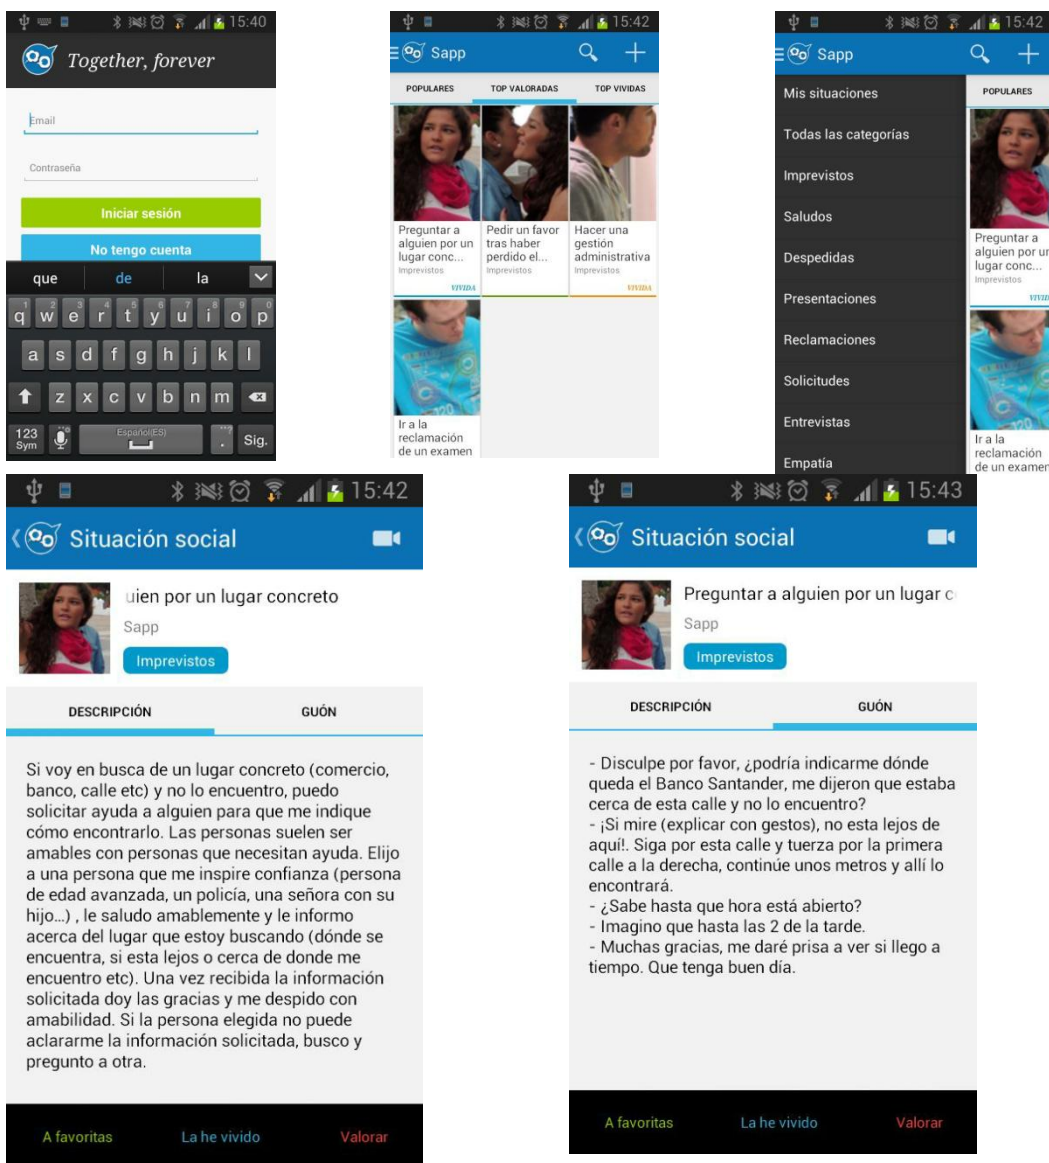 15:40
Together, forever
Email
Contraseña
Iniciar sesión
No tengo cuenta
que de la
1 2 3 4 5 6 7 8 9 0
q w e r t y u i o p
a s d f g h j k l
z x c v b n m
123
Sym
Español(ES)
...?
. Sig.
15:42
Sapp
POPULARES TOP VALORADAS TOP VIVIDAS
Preguntar a
alguien por un
lugar conc...
Imprevistos
VIVIDA
Pedir un favor
tras haber
perdido el...
Imprevistos
Hacer una
gestión
administrativa
Imprevistos
VIVIDA
Ir a la
reclamación
de un examen
15:42
Sapp
Mis situaciones
Todas las categorías
Imprevistos
Saludos
Despedidas
Presentaciones
Reclamaciones
Solicitudes
Entrevistas
Empatía
POPULARES
Preguntar a
alguien por un
lugar conc...
Imprevistos
VIVID
Ir a la
reclamación
de un examen
15:42
Situación social
uien por un lugar concreto
Sapp
Imprevistos
DESCRIPCIÓN GUÓN
Si voy en busca de un lugar concreto (comercio,
banco, calle etc) y no lo encuentro, puedo
solicitar ayuda a alguien para que me indique
cómo encontrarlo. Las personas suelen ser
amables con personas que necesitan ayuda. Elijo
a una persona que me inspire confianza (persona
de edad avanzada, un policía, una señora con su
hijo…) , le saludo amablemente y le informo
acerca del lugar que estoy buscando (dónde se
encuentra, si esta lejos o cerca de donde me
encuentro etc). Una vez recibida la información
solicitada doy las gracias y me despido con
amabilidad. Si la persona elegida no puede
aclararme la información solicitada, busco y
pregunto a otra.
A favoritas La he vivido Valorar
15:43
Situación social
Preguntar a alguien por un lugar c
Sapp
Imprevistos
DESCRIPCIÓN GUÓN
- Disculpe por favor, ¿podría indicarme dónde
queda el Banco Santander, me dijeron que estaba
cerca de esta calle y no lo encuentro?
- ¡Si mire (explicar con gestos), no esta lejos de
aquí!. Siga por esta calle y tuerza por la primera
calle a la derecha, continúe unos metros y allí lo
encontrará.
- ¿Sabe hasta que hora está abierto?
- Imagino que hasta las 2 de la tarde.
- Muchas gracias, me daré prisa a ver si llego a
tiempo. Que tenga buen día.
A favoritas La he vivido Valorar